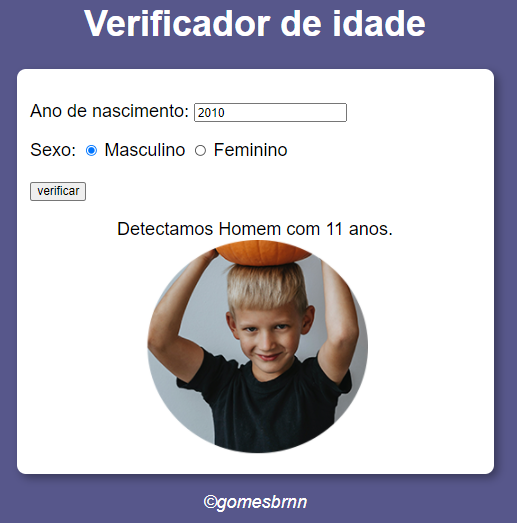 Verificador de idade
Ano de nascimento: 2010
Sexo: Masculino Feminino
verificar
Detectamos Homem com 11 anos.
©gomesbrnn